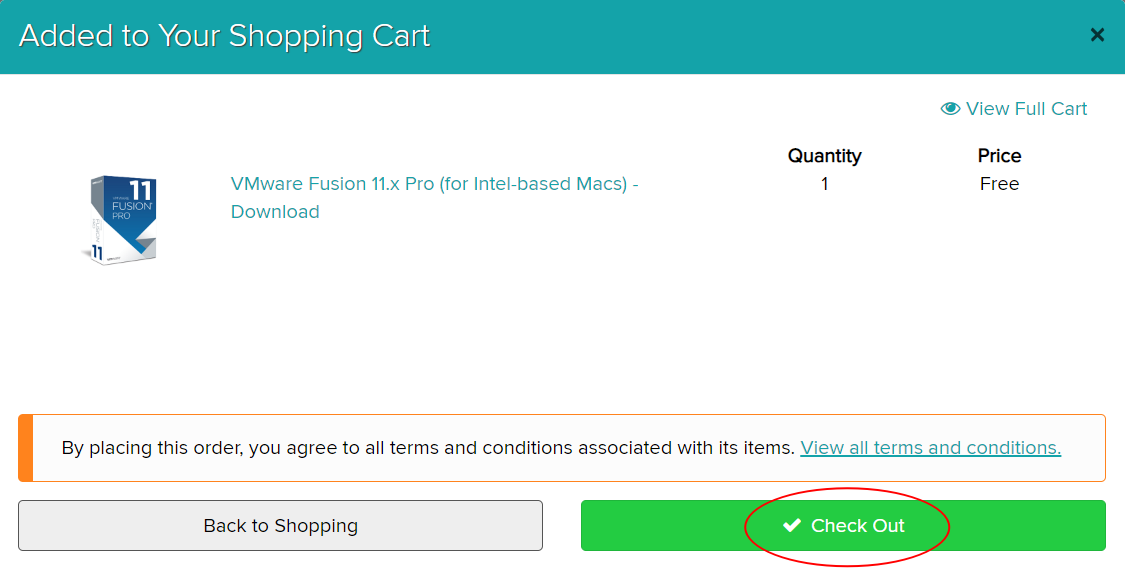 Added to Your Shopping Cart
View Full Cart
Quantity
Price
VMware Fusion 11.x Pro (for Intel-based Macs) -
Download
1
Free
11
FUSION
PRO
11
By placing this order, you agree to all terms and conditions associated with its items. View all terms and conditions.
Back to Shopping
Check Out